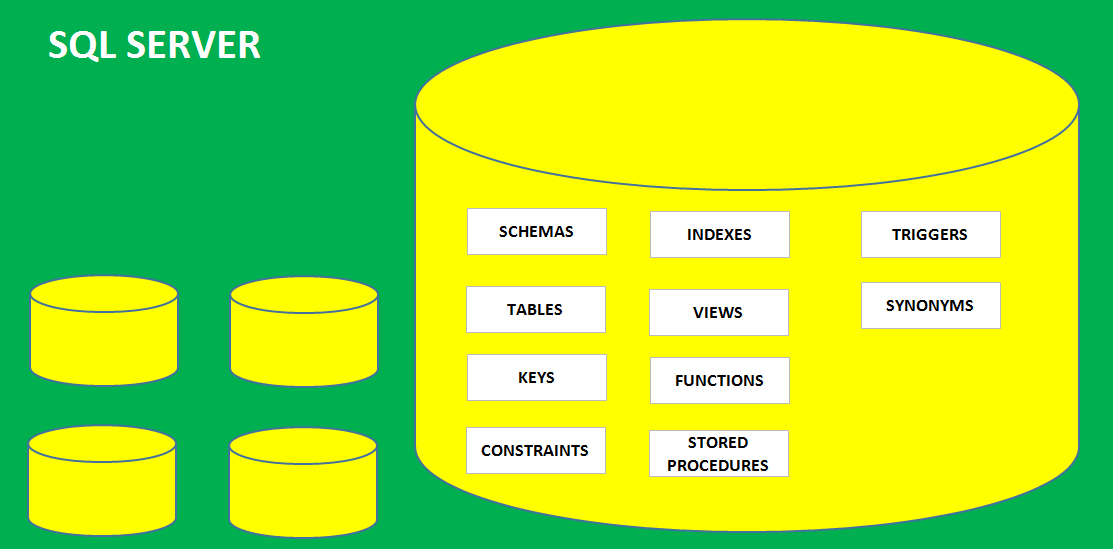 SQL SERVER
SCHEMAS
TABLES
KEYS
CONSTRAINTS
INDEXES
VIEWS
FUNCTIONS
STORED
PROCEDURES
TRIGGERS
SYNONYMS